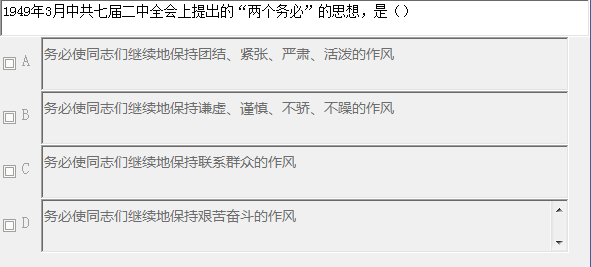 1949年3月中共七届二中全会上提出的“两个务必”的思想，是（）
A 务必使同志们继续地保持团结、紧张、严肃、活泼的作风
B 务必使同志们继续地保持谦虚、谨慎、不骄、不躁的作风
C 务必使同志们继续地保持联系群众的作风
D 务必使同志们继续地保持艰苦奋斗的作风